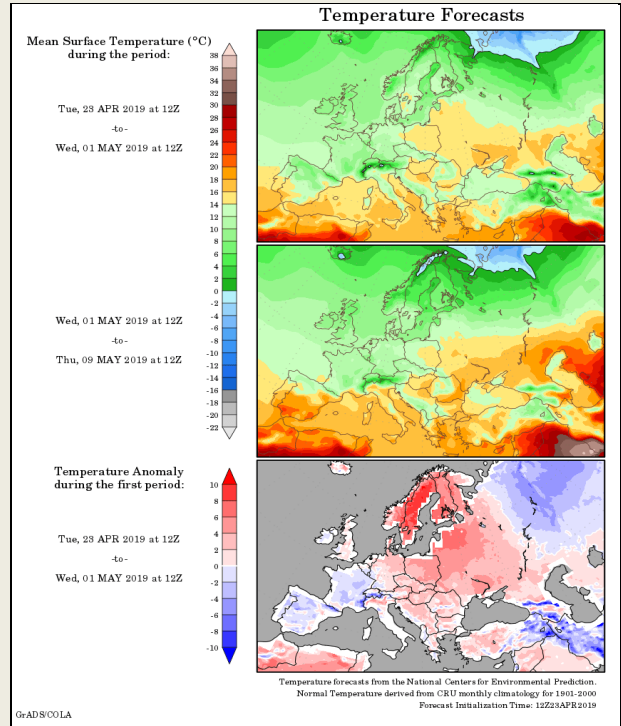 Temperature Forecasts
Mean Surface Temperature (°C)
during the period:
Tue, 23 APR 2019 at 12Z
-to-
Wed, 01 MAY 2019 at 12Z
38
36
34
32
30
28
26
24
22
20
18
16
14
12
10
8
6
4
2
0
-2
-4
-6
-8
-10
-12
-14
-16
-18
-20
-22
Wed, 01 MAY 2019 at 12Z
-to-
Thu, 09 MAY 2019 at 12Z
Temperature Anomaly
during the first period:
Tue, 23 APR 2019 at 12Z
-to-
Wed, 01 MAY 2019 at 12Z
10
8
6
4
2
0
-2
-4
-6
-8
-10
Temperature forecasts from the National Centers for Environmental Prediction.
Normal Temperature derived from CRU monthly climatology for 1901-2000
Forecast Initialization Time: 12Z23APR2019
GrADS/COLA